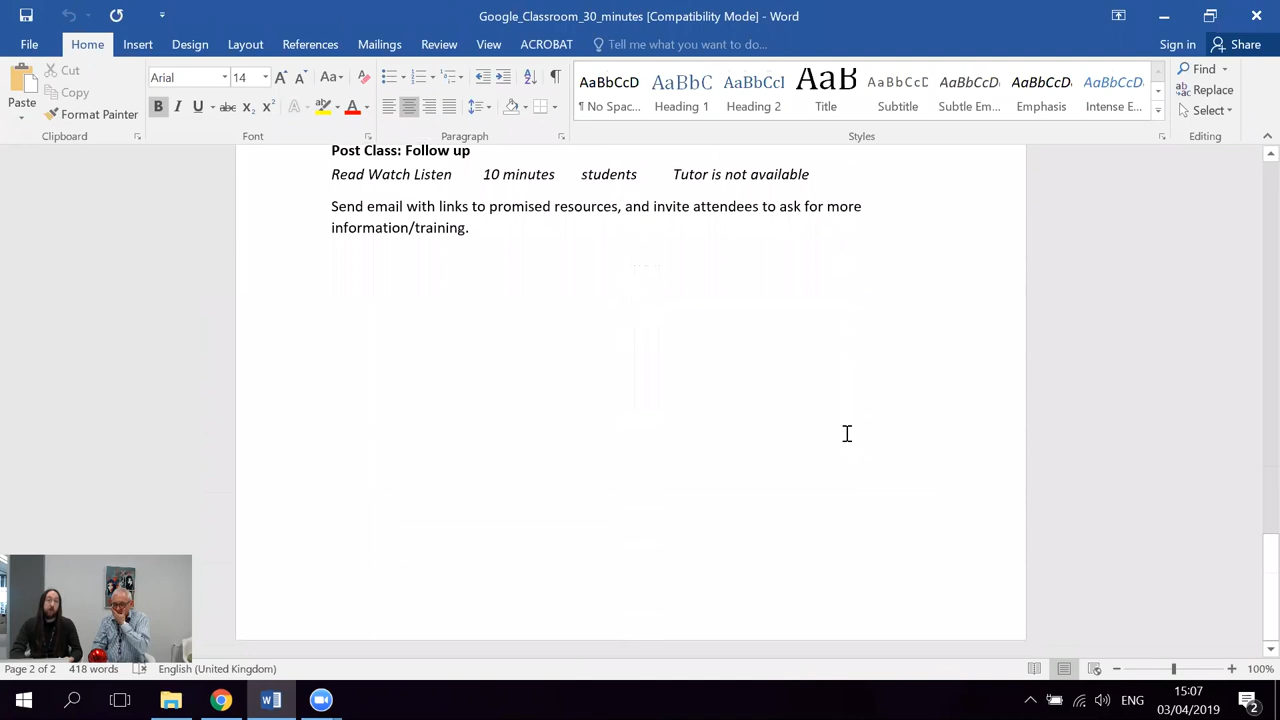 Google_Classroom_30_minutes [Compatibility Mode] - Word
File Home Insert Design Layout References Mailings Review View ACROBAT Tell me what you want to do... Sign in Share
Paste
Cut
Copy
Format Painter
Clipboard
Arial 14
Font
Paragraph
AaBbCcD AaBbC AaBbCcI AaB AaBbCcD AaBbCcD AaBbCcD AaBbCcD
¶ No Spac... Heading 1 Heading 2 Title Subtitle Subtle Em... Emphasis Intense E...
Styles
Find
Replace
Select
Editing
Post Class: Follow up
Read Watch Listen 10 minutes students Tutor is not available
Send email with links to promised resources, and invite attendees to ask for more
information/training.
Page 2 of 2 418 words English (United Kingdom) 100%
ENG
15:07
03/04/2019
2